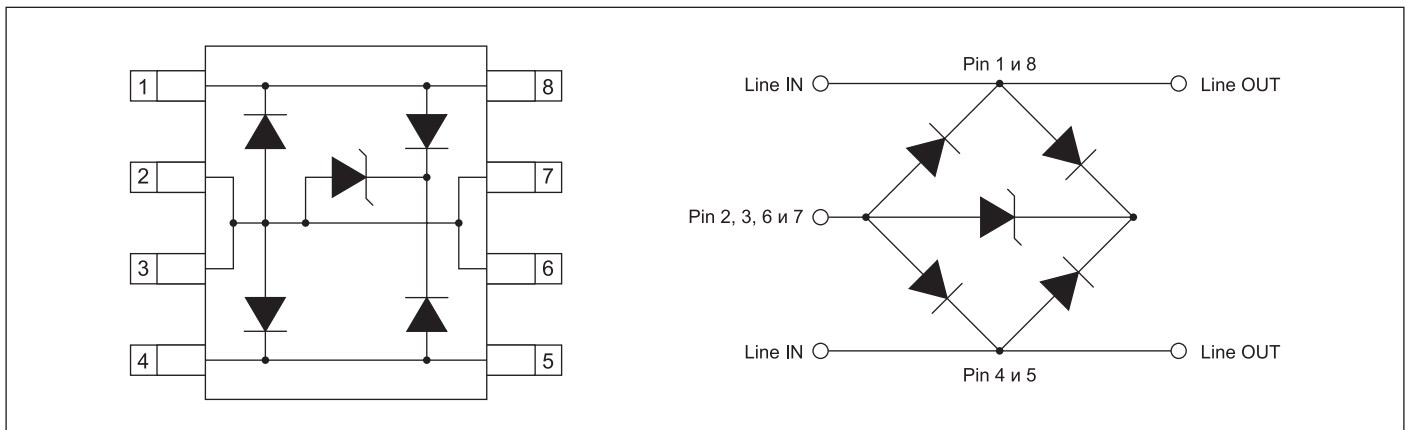 1
8
2
7
3
6
4
5
Pin 1 и 8
Line IN
Line OUT
Pin 2, 3, 6 и 7
Line IN
Line OUT
Pin 4 и 5